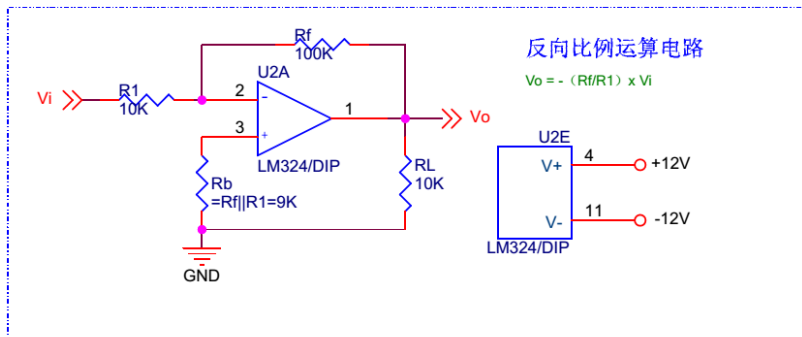 Rf
100K
反向比例运算电路
Vo = -（Rf/R1）x Vi
U2A
R1
10K
Vi
2
-
1
Vo
3
+
LM324/DIP
Rb
=Rf||R1=9K
RL
10K
GND
U2E
V+
4
+12V
V-
11
-12V
LM324/DIP